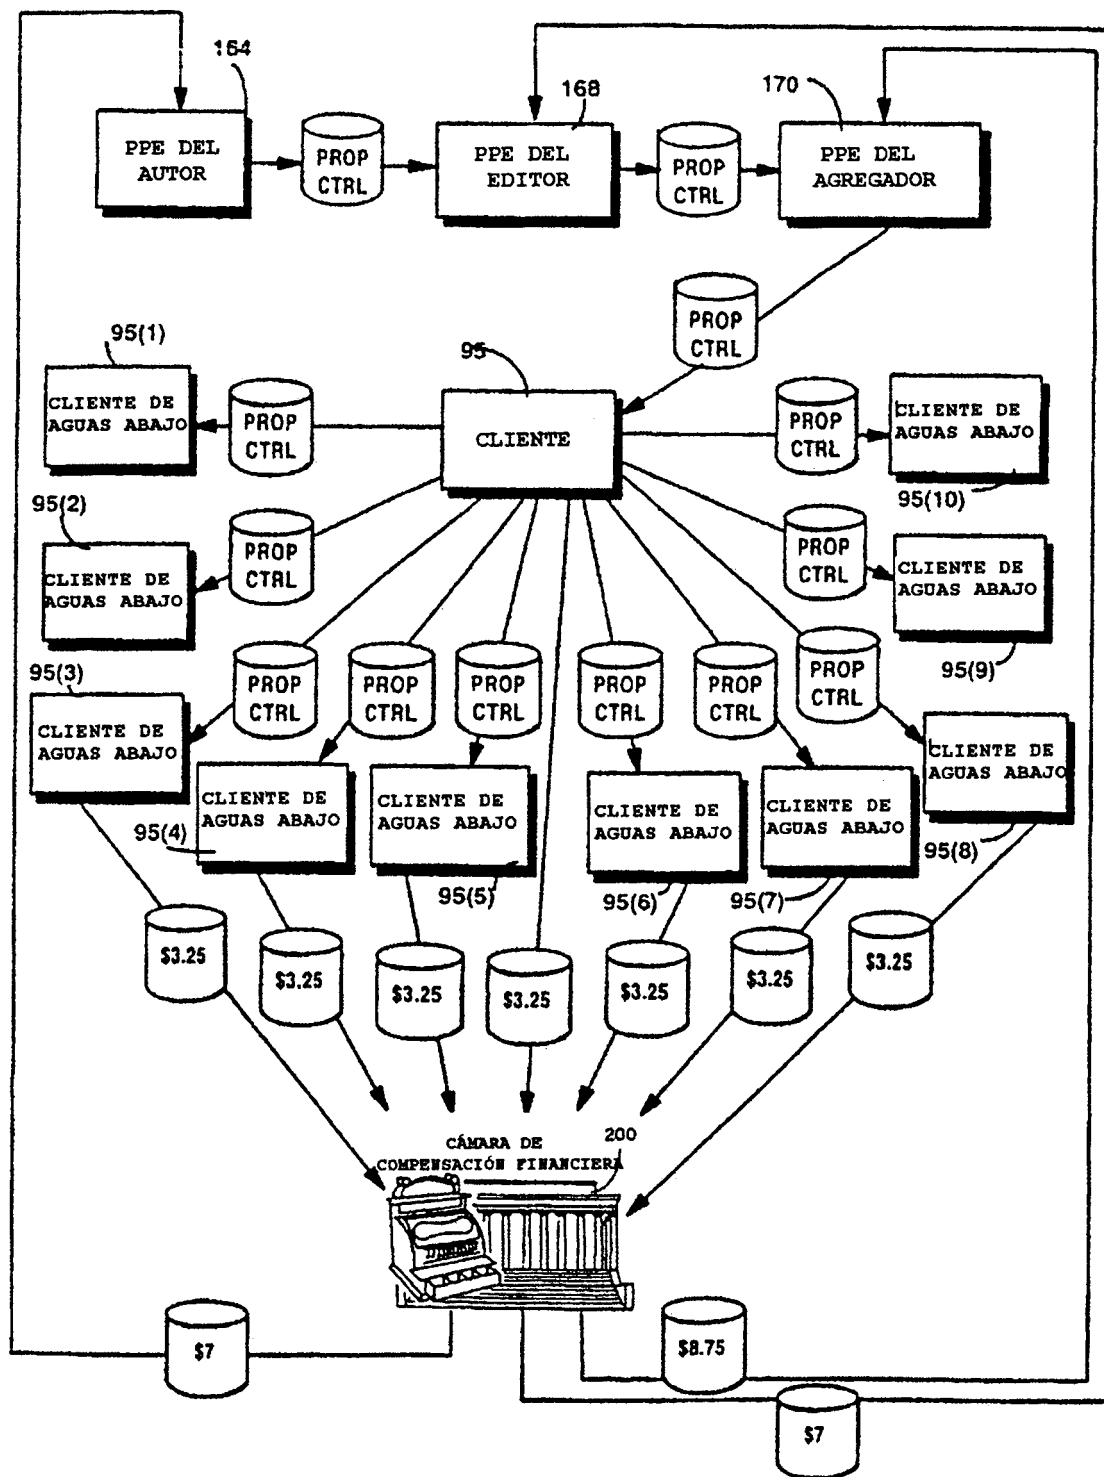 164
168
170
PPE DEL
AUTOR
PROP
CTRL
PPE DEL
EDITOR
PROP
CTRL
PPE DEL
AGREGADOR
PROP
CTRL
95(1)
95
CLIENTE DE
AGUAS ABAJO
PROP
CTRL
CLIENTE
PROP
CTRL
CLIENTE DE
AGUAS ABAJO
95(10)
95(2)
CLIENTE DE
AGUAS ABAJO
PROP
CTRL
PROP
CTRL
CLIENTE DE
AGUAS ABAJO
95(9)
95(3)
CLIENTE DE
AGUAS ABAJO
PROP
CTRL
PROP
CTRL
PROP
CTRL
PROP
CTRL
PROP
CTRL
PROP
CTRL
CLIENTE DE
AGUAS ABAJO
95(8)
CLIENTE DE
AGUAS ABAJO
95(4)
CLIENTE DE
AGUAS ABAJO
95(5)
CLIENTE DE
AGUAS ABAJO
95(6)
CLIENTE DE
AGUAS ABAJO
95(7)
$3.25
$3.25
$3.25
$3.25
$3.25
$3.25
$3.25
CÁMARA DE
COMPENSACIÓN FINANCIERA
200
$7
$8.75
$7